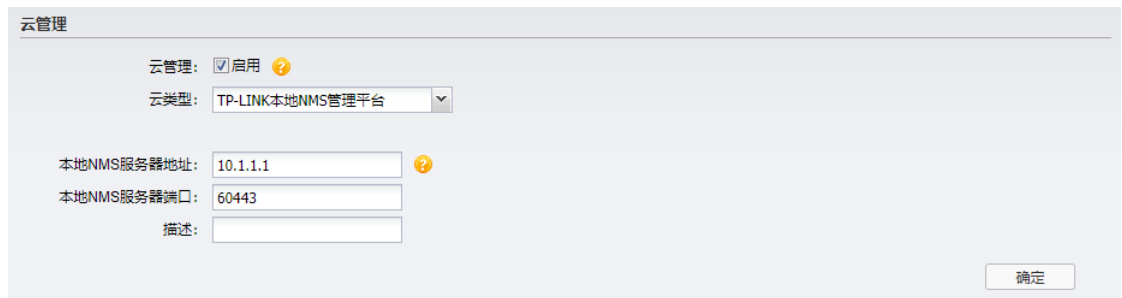 云管理
云管理： 启用
云类型： TP-LINK本地NMS管理平台
本地NMS服务器地址： 10.1.1.1
本地NMS服务器端口： 60443
描述：
确定